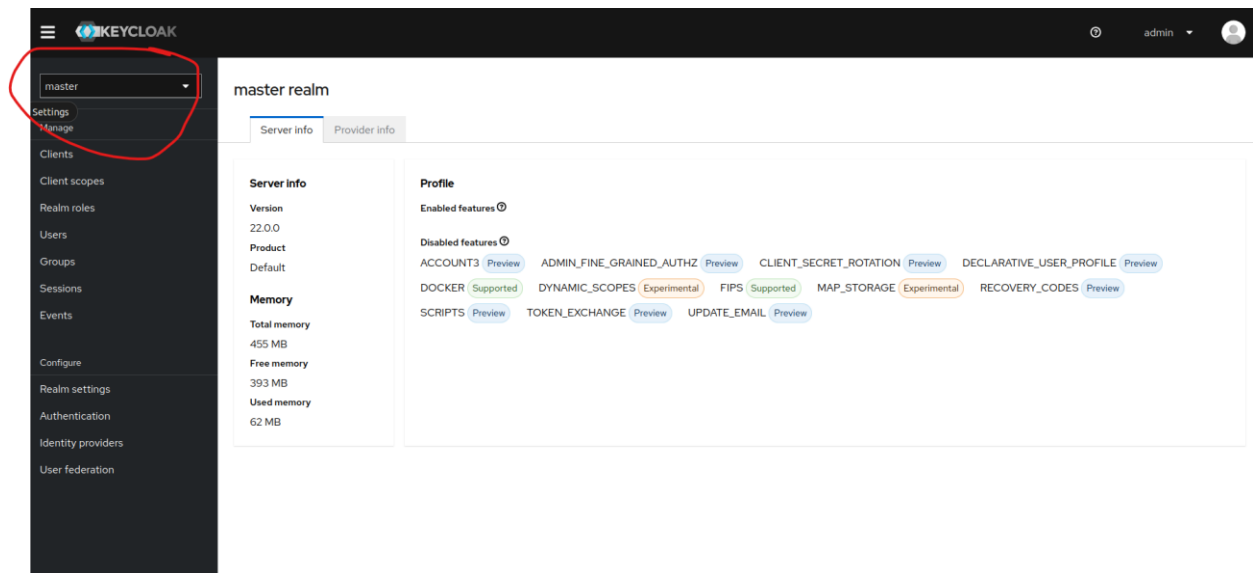 KEYCLOAK
admin
master
Settings
Manage
Clients
Client scopes
Realm roles
Users
Groups
Sessions
Events
Configure
Realm settings
Authentication
Identity providers
User federation
master realm
Server info Provider info
Server info
Version
22.0.0
Product
Default
Memory
Total memory
455 MB
Free memory
393 MB
Used memory
62 MB
Profile
Enabled features
Disabled features
ACCOUNT3 Preview ADMIN_FINE_GRAINED_AUTHZ Preview CLIENT_SECRET_ROTATION Preview DECLARATIVE_USER_PROFILE Preview
DOCKER Supported DYNAMIC_SCOPES Experimental FIPS Supported MAP_STORAGE Experimental RECOVERY_CODES Preview
SCRIPTS Preview TOKEN_EXCHANGE Preview UPDATE_EMAIL Preview